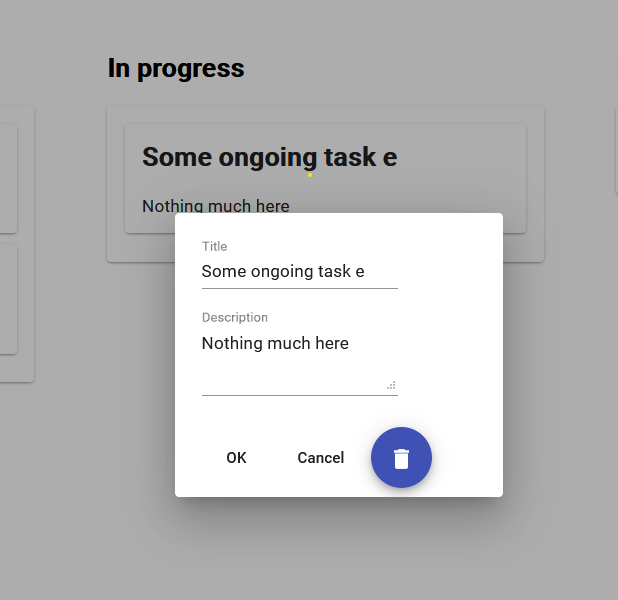 In progress
Some ongoing task e
Nothing much here
Title
Some ongoing task e
Description
Nothing much here
OK
Cancel